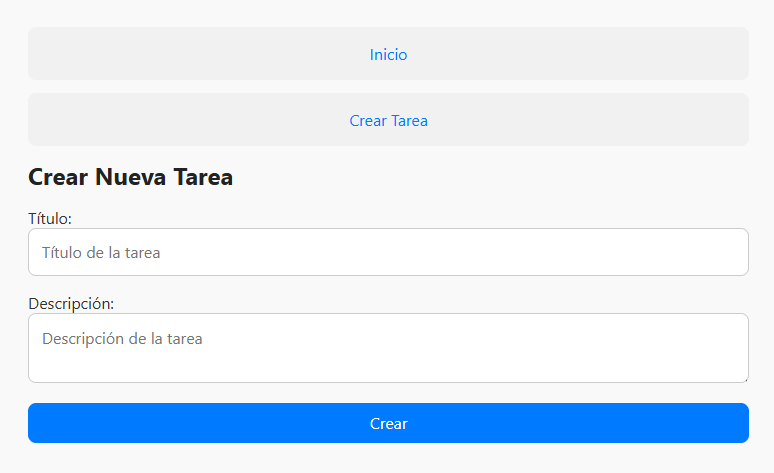 Inicio
Crear Tarea
Crear Nueva Tarea
Título:
Título de la tarea
Descripción:
Descripción de la tarea
Crear